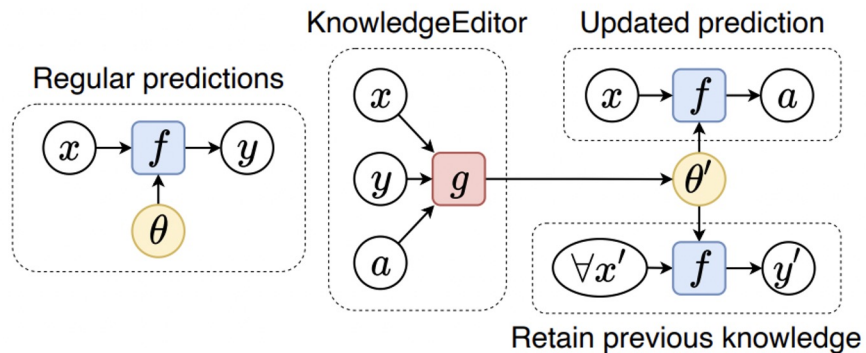 Regular predictions
x f y
θ
KnowledgeEditor
x
y g
a
Updated prediction
x f a
θ′
∀x′ f y′
Retain previous knowledge